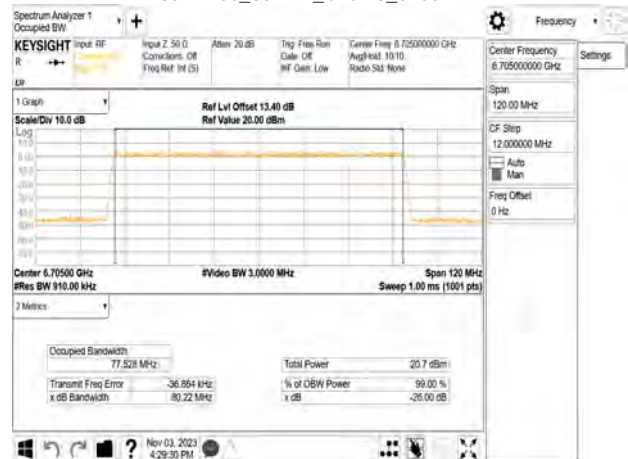 Spectrum Analyzer 1
Occupied BW
Frequency
KEYSIGHT Input: RF
R
Input Z: 50 Ω
Corrections: Off
Freq Ref: Int (S)
Atten: 20 dB
Trig: Free Run
Gate: Off
#IF Gain: Low
Center Freq: 6.705000000 GHz
Avg|Hold: 10/10
Radio Std: None
Center Frequency
6.705000000 GHz
Settings
Span
120.00 MHz
CF Step
12.000000 MHz
Auto
Man
Freq Offset
0 Hz
1 Graph
Scale/Div 10.0 dB
Ref Lvl Offset 13.40 dB
Ref Value 20.00 dBm
Log
Center 6.70500 GHz
#Res BW 910.00 kHz
#Video BW 3.0000 MHz
Span 120 MHz
Sweep 1.00 ms (1001 pts)
2 Metrics
Occupied Bandwidth
77.528 MHz
Total Power 20.7 dBm
Transmit Freq Error -36.864 kHz
% of OBW Power 99.00 %
x dB Bandwidth 80.22 MHz
x dB -26.00 dB
?
Nov 03, 2023
4:29:30 PM